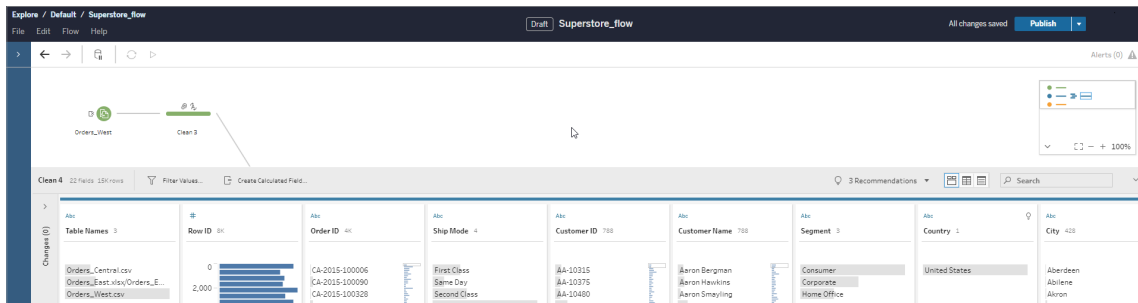 Explore / Default / Superstore_flow
Draft Superstore_flow
All changes saved Publish
File Edit Flow Help
Alerts (0)
Orders_West
Clean 3
100%
Clean 4 22 fields 15K rows Filter Values... Create Calculated Field... 3 Recommendations Search
Changes (0)
Abc # Abc Abc Abc Abc Abc Abc Abc
Table Names 3 Row ID 8K Order ID 4K Ship Mode 4 Customer ID 788 Customer Name 788 Segment 3 Country 1 City 428
Orders_Central.csv 0 CA-2015-100006 First Class AA-10315 Aaron Bergman Consumer United States Aberdeen
Orders_East.xlsx/Orders_E... CA-2015-100090 Same Day AA-10375 Aaron Hawkins Corporate Abilene
Orders_West.csv 2,000 CA-2015-100328 Second Class AA-10480 Aaron Smayling Home Office Akron